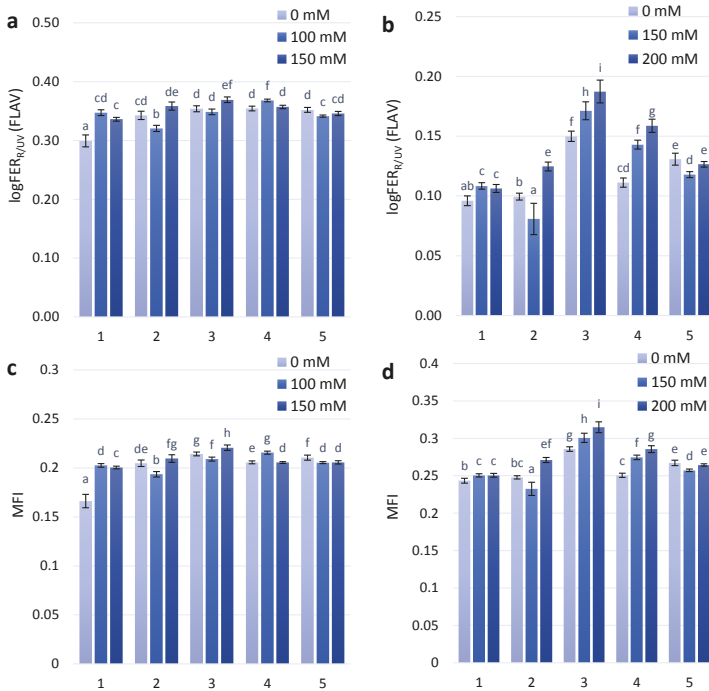 a
0 mM
100 mM
150 mM
logFER_R/UV (FLAV)
0.50
0.40
0.30
0.20
0.10
0.00
a cd c cd b de d d ef d f d d c cd
1 2 3 4 5
b
0 mM
150 mM
200 mM
logFER_R/UV (FLAV)
0.25
0.20
0.15
0.10
0.05
0.00
ab c c b a e f h i cd f g e d e
1 2 3 4 5
c
0 mM
100 mM
150 mM
MFI
0.3
0.25
0.2
0.15
0.1
0.05
0
a d c de b fg g f h e g d f d d
1 2 3 4 5
d
0 mM
150 mM
200 mM
MFI
0.4
0.35
0.3
0.25
0.2
0.15
0.1
0.05
0
b c c bc a ef g h i c f g e d e
1 2 3 4 5